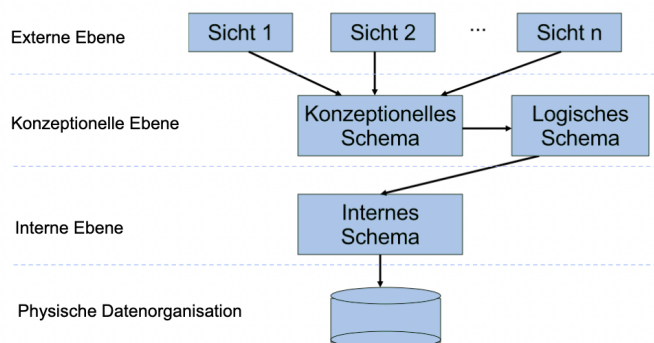 Externe Ebene
Sicht 1
Sicht 2
...
Sicht n
Konzeptionelle Ebene
Konzeptionelles
Schema
Logisches
Schema
Interne Ebene
Internes
Schema
Physische Datenorganisation